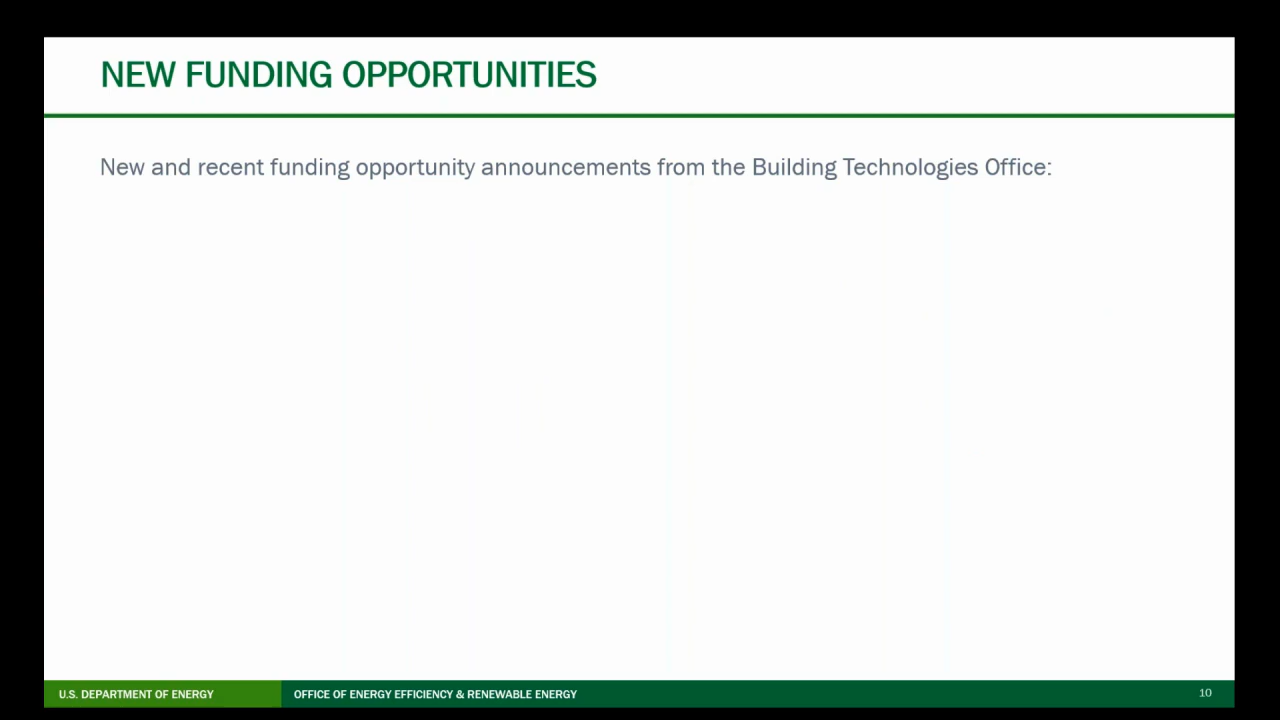 NEW FUNDING OPPORTUNITIES
New and recent funding opportunity announcements from the Building Technologies Office:
U.S. DEPARTMENT OF ENERGY
OFFICE OF ENERGY EFFICIENCY & RENEWABLE ENERGY
10